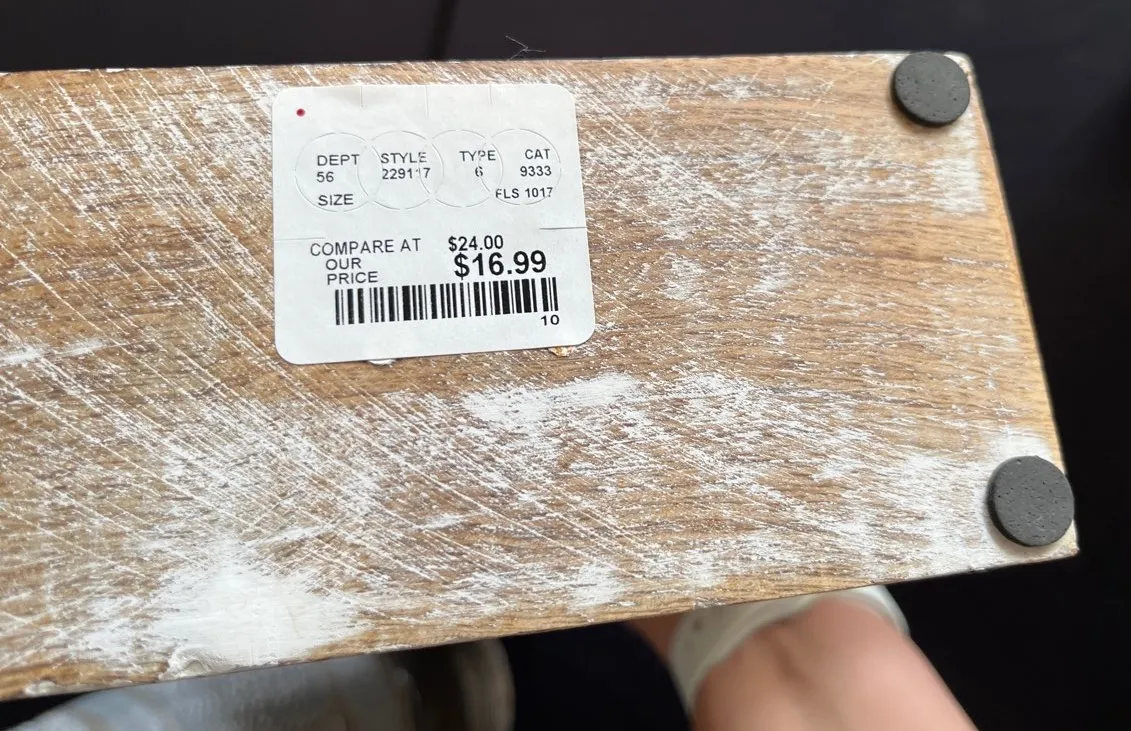 DEPT STYLE TYPE CAT
56 229117 6 9333
SIZE FLS 1017
COMPARE AT $24.00
OUR PRICE $16.99
10